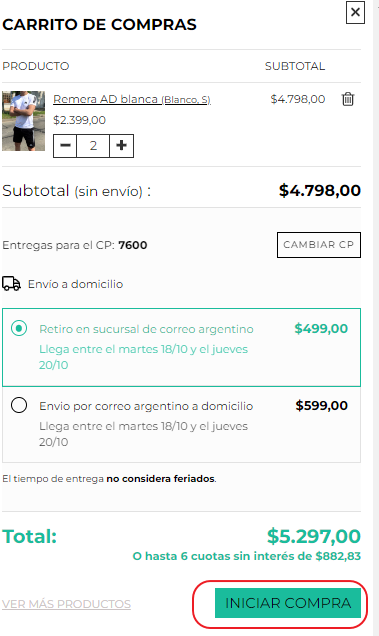 CARRITO DE COMPRAS
PRODUCTO SUBTOTAL
Remera AD blanca (Blanco, S) $4.798,00
$2.399,00
2
Subtotal (sin envío) : $4.798,00
Entregas para el CP: 7600 CAMBIAR CP
Envío a domicilio
Retiro en sucursal de correo argentino $499,00
Llega entre el martes 18/10 y el jueves
20/10
Envio por correo argentino a domicilio $599,00
Llega entre el martes 18/10 y el jueves
20/10
El tiempo de entrega no considera feriados.
Total: $5.297,00
O hasta 6 cuotas sin interés de $882,83
VER MÁS PRODUCTOS INICIAR COMPRA